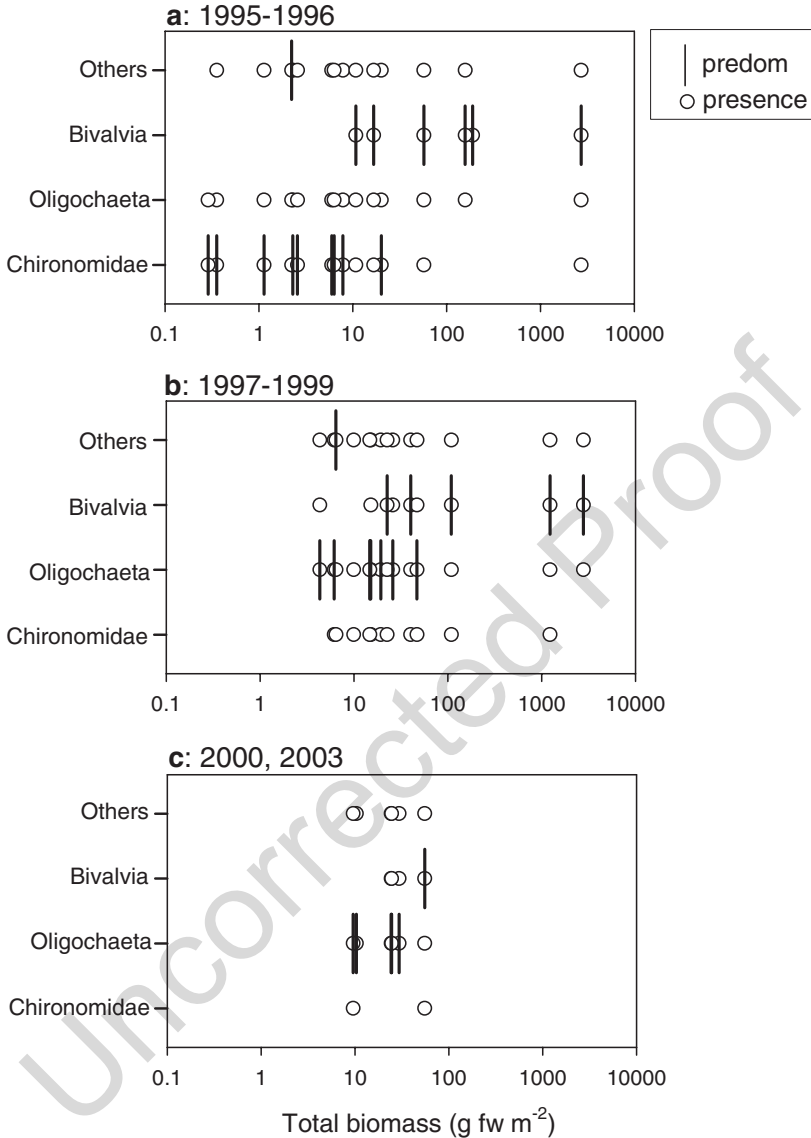 a: 1995-1996
predom
presence
Others
Bivalvia
Oligochaeta
Chironomidae
0.1 1 10 100 1000 10000
b: 1997-1999
Others
Bivalvia
Oligochaeta
Chironomidae
0.1 1 10 100 1000 10000
c: 2000, 2003
Others
Bivalvia
Oligochaeta
Chironomidae
0.1 1 10 100 1000 10000
Total biomass (g fw m⁻²)
Uncorrected Proof